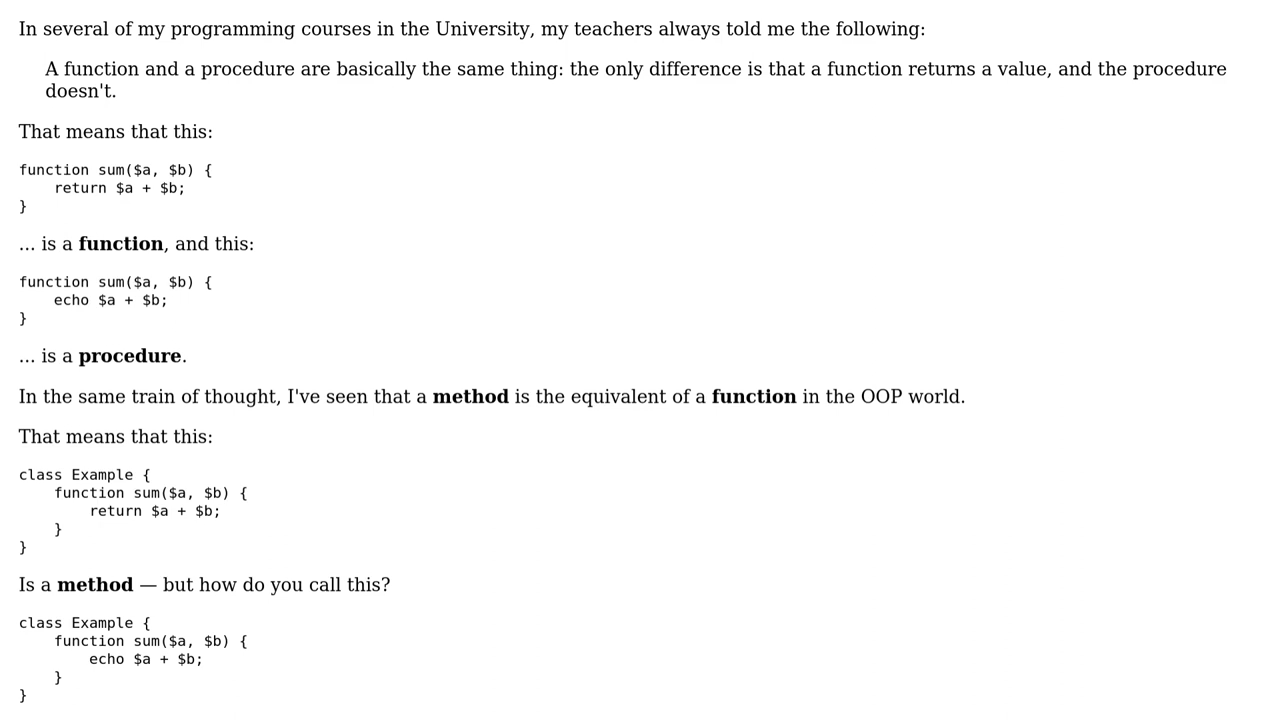 In several of my programming courses in the University, my teachers always told me the following:
A function and a procedure are basically the same thing: the only difference is that a function returns a value, and the procedure
doesn't.
That means that this:
function sum($a, $b) {
    return $a + $b;
}
... is a function, and this:
function sum($a, $b) {
    echo $a + $b;
}
... is a procedure.
In the same train of thought, I've seen that a method is the equivalent of a function in the OOP world.
That means that this:
class Example {
    function sum($a, $b) {
        return $a + $b;
    }
}
Is a method — but how do you call this?
class Example {
    function sum($a, $b) {
        echo $a + $b;
    }
}